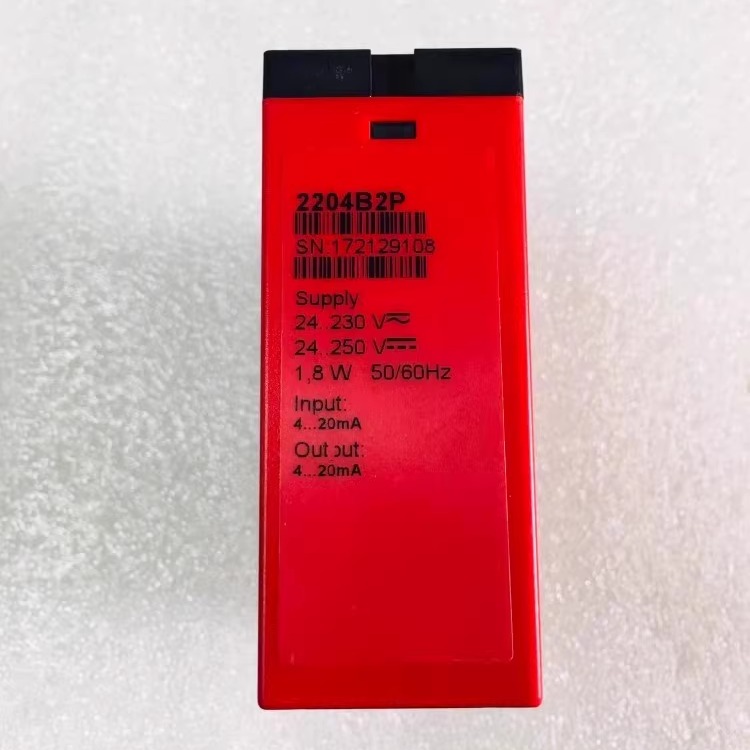 2204B2P
SN:172129108
Supply:
24..230 V
24..250 V
1,8 W 50/60Hz
Input:
4...20mA
Output:
4...20mA